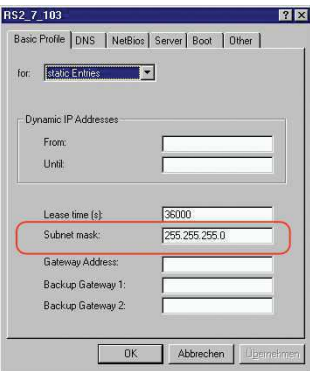 RS2_7_103
Basic Profile DNS NetBios Server Boot Other
for: static Entries
Dynamic IP Addresses
From:
Until:
Lease time (s): 36000
Subnet mask: 255.255.255.0
Gateway Address:
Backup Gateway 1:
Backup Gateway 2:
OK Abbrechen Übernehmen